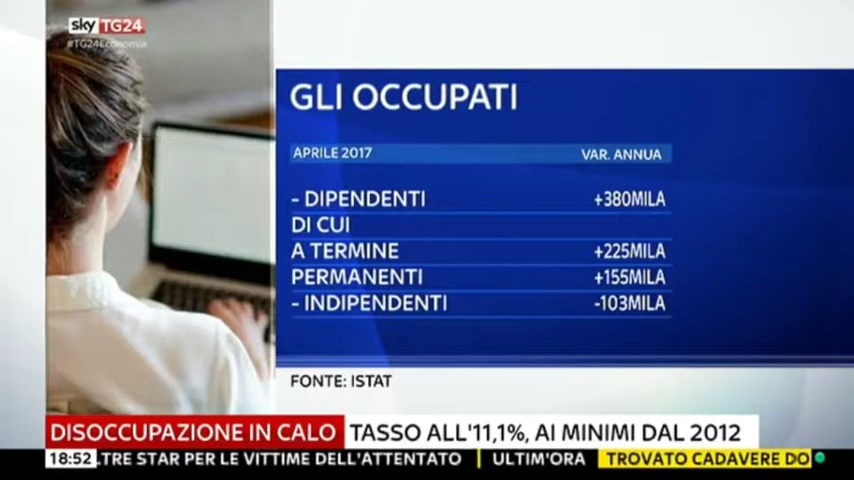 sky TG24
#TG24Economia
GLI OCCUPATI
APRILE 2017 VAR. ANNUA
- DIPENDENTI +380MILA
DI CUI
A TERMINE +225MILA
PERMANENTI +155MILA
- INDIPENDENTI -103MILA
FONTE: ISTAT
DISOCCUPAZIONE IN CALO TASSO ALL'11,1%, AI MINIMI DAL 2012
18:52 LTRE STAR PER LE VITTIME DELL'ATTENTATO | ULTIM'ORA TROVATO CADAVERE DO